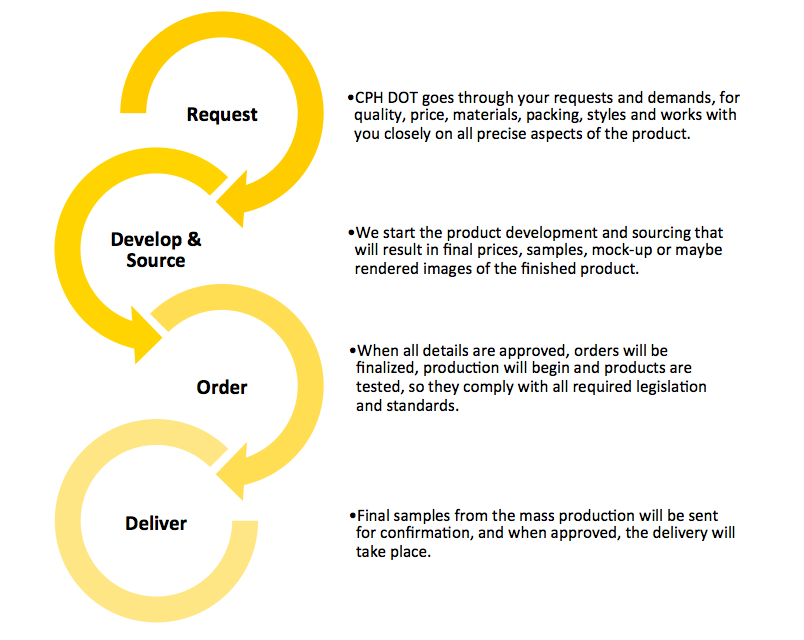 Request
•CPH DOT goes through your requests and demands, for
quality, price, materials, packing, styles and works with
you closely on all precise aspects of the product.
Develop &
Source
•We start the product development and sourcing that
will result in final prices, samples, mock-up or maybe
rendered images of the finished product.
Order
•When all details are approved, orders will be
finalized, production will begin and products are
tested, so they comply with all required legislation
and standards.
Deliver
•Final samples from the mass production will be sent
for confirmation, and when approved, the delivery will
take place.